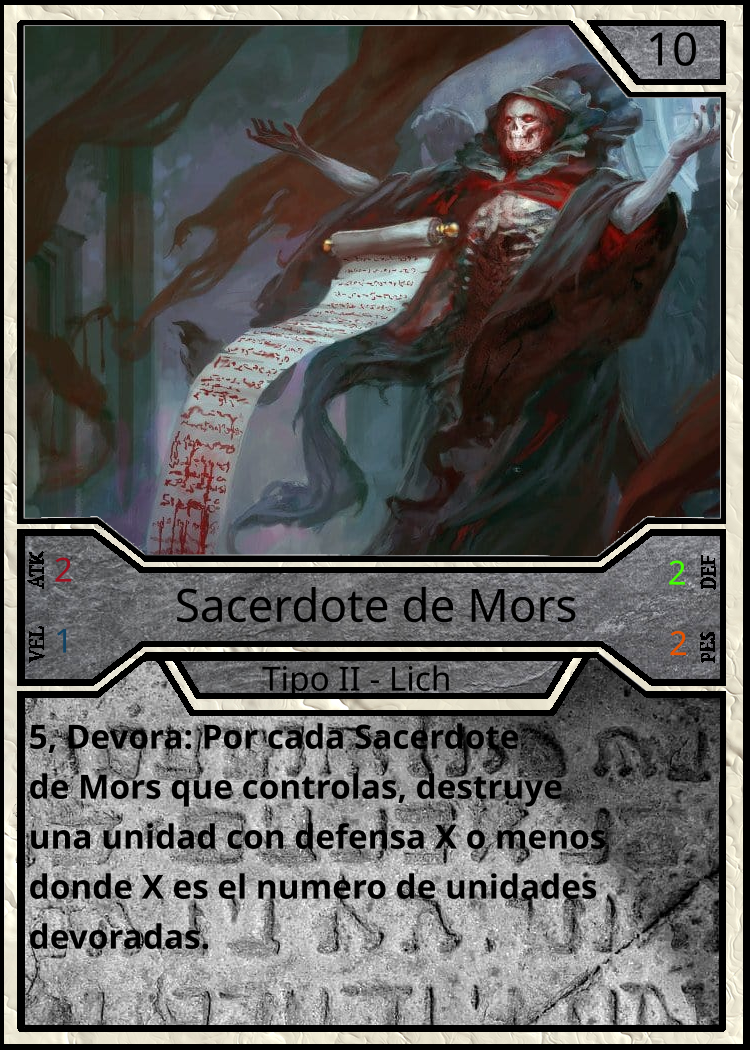 10
ATK 2
2 DEF
Sacerdote de Mors
VEL 1
2 PES
Tipo II - Lich
5, Devora: Por cada Sacerdote
de Mors que controlas, destruye
una unidad con defensa X o menos
donde X es el numero de unidades
devoradas.